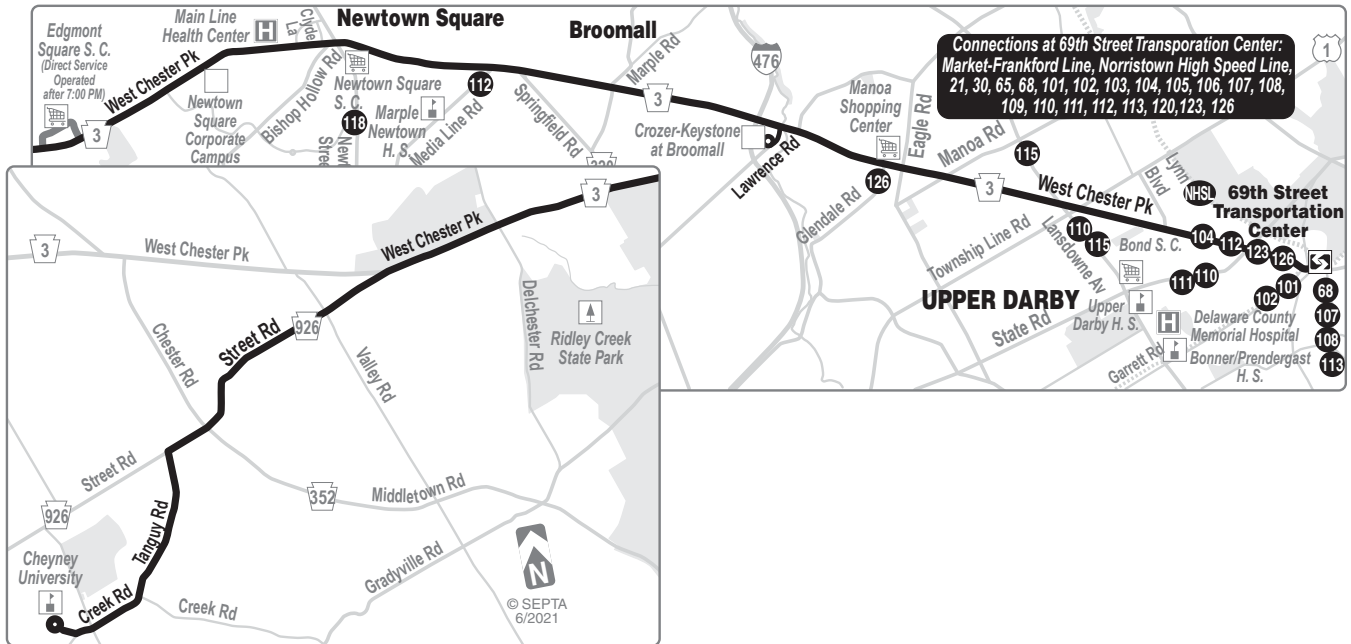 Newtown Square
Broomall
Edgmont
Square S. C.
(Direct Service
Operated
after 7:00 PM)
Main Line
Health Center
H
Clyde
La
West Chester Pk
3
Newtown
Square
Corporate
Campus
Bishop Hollow Rd
Newtown Square
S. C.
118
Marple
Newtown
H. S.
112
Media Line Rd
Springfield Rd
Marple Rd
3
476
Crozer-Keystone
at Broomall
Lawrence Rd
Manoa
Shopping
Center
Eagle Rd
Manoa Rd
126
Glendale Rd
Connections at 69th Street Transporation Center:
Market-Frankford Line, Norristown High Speed Line,
21, 30, 65, 68, 101, 102, 103, 104, 105, 106, 107, 108,
109, 110, 111, 112, 113, 120,123, 126
1
115
3
West Chester Pk
Lynn
Blvd
NHSL
69th Street
Transportation
Center
Township Line Rd
110
115
Lansdowne Av
Bond S. C.
104
112
123
126
UPPER DARBY
State Rd
Upper
Darby H. S.
111
110
102
101
68
107
108
113
H
Delaware County
Memorial Hospital
Garrett Rd
Bonner/Prendergast
H. S.
3
West Chester Pk
West Chester Pk
3
Chester Rd
Street Rd
926
Valley Rd
Delchester Rd
Ridley Creek
State Park
Street Rd
926
Tanguy Rd
352
Middletown Rd
Gradyville Rd
Cheyney
University
Creek Rd
Creek Rd
N
© SEPTA
6/2021